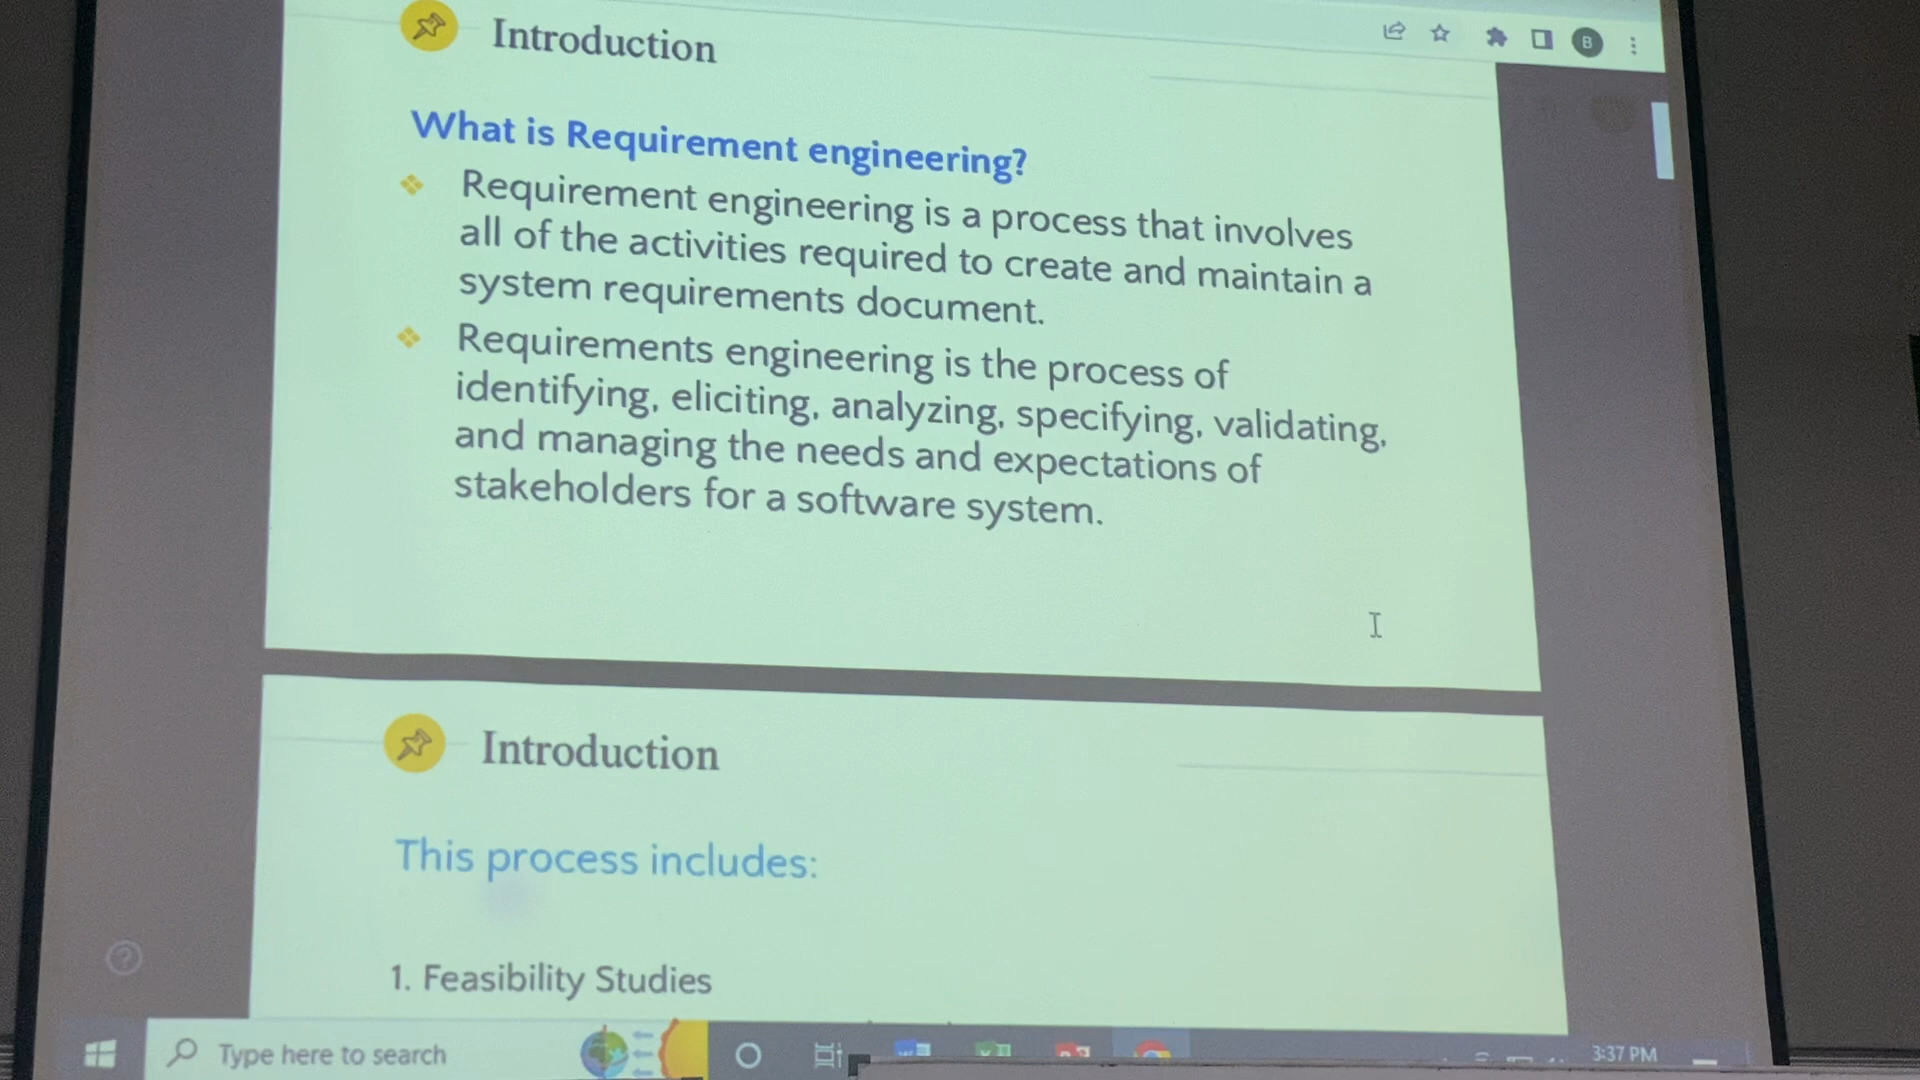 Introduction
B
What is Requirement engineering?
Requirement engineering is a process that involves
all of the activities required to create and maintain a
system requirements document.
Requirements engineering is the process of
identifying, eliciting, analyzing, specifying, validating,
and managing the needs and expectations of
stakeholders for a software system.
Introduction
This process includes:
1. Feasibility Studies
?
Type here to search
3:37 PM